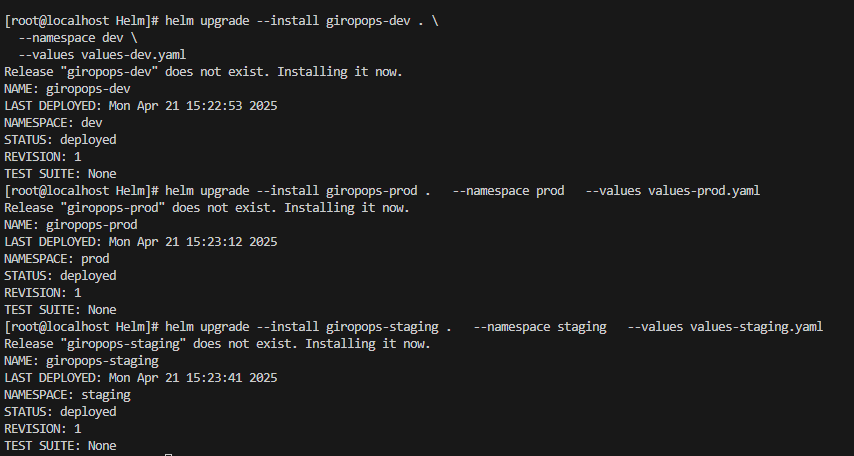 [root@localhost Helm]# helm upgrade --install giropops-dev . \
  --namespace dev \
  --values values-dev.yaml
Release "giropops-dev" does not exist. Installing it now.
NAME: giropops-dev
LAST DEPLOYED: Mon Apr 21 15:22:53 2025
NAMESPACE: dev
STATUS: deployed
REVISION: 1
TEST SUITE: None
[root@localhost Helm]# helm upgrade --install giropops-prod .   --namespace prod   --values values-prod.yaml
Release "giropops-prod" does not exist. Installing it now.
NAME: giropops-prod
LAST DEPLOYED: Mon Apr 21 15:23:12 2025
NAMESPACE: prod
STATUS: deployed
REVISION: 1
TEST SUITE: None
[root@localhost Helm]# helm upgrade --install giropops-staging .   --namespace staging   --values values-staging.yaml
Release "giropops-staging" does not exist. Installing it now.
NAME: giropops-staging
LAST DEPLOYED: Mon Apr 21 15:23:41 2025
NAMESPACE: staging
STATUS: deployed
REVISION: 1
TEST SUITE: None